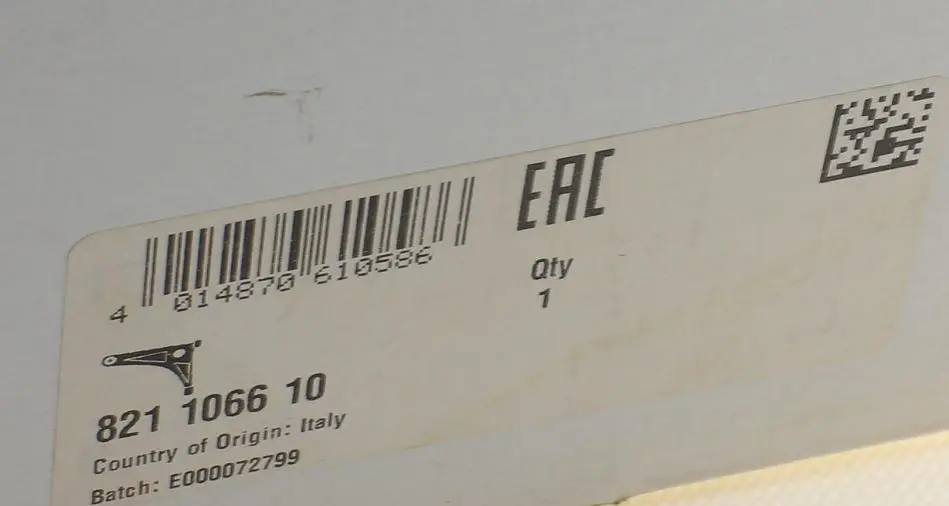 EAC
4 014870 610586
Qty
1
821 1066 10
Country of Origin: Italy
Batch: E000072799